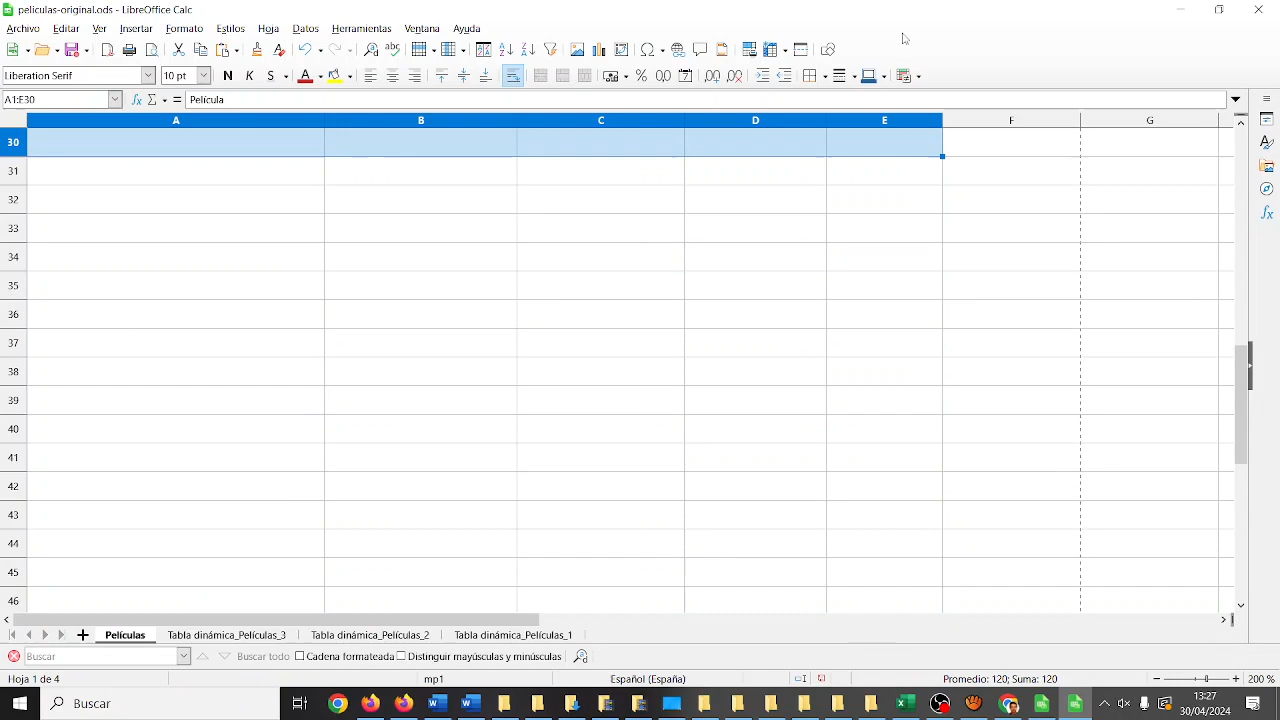 peliculas-original.ods - LibreOffice Calc
Archivo Editar Ver Insertar Formato Estilos Hoja Datos Herramientas Ventana Ayuda
Liberation Serif 10 pt N K S
A1:E30 Película
A B C D E F G
30
31
32
33
34
35
36
37
38
39
40
41
42
43
44
45
46
Películas Tabla dinámica_Películas_3 Tabla dinámica_Películas_2 Tabla dinámica_Películas_1
Buscar Buscar todo Cadena formateada Distinguir mayúsculas y minúsculas
Hoja 1 de 4 mp1 Español (España) Promedio: 120; Suma: 120 200 %
Buscar 13:27
30/04/2024